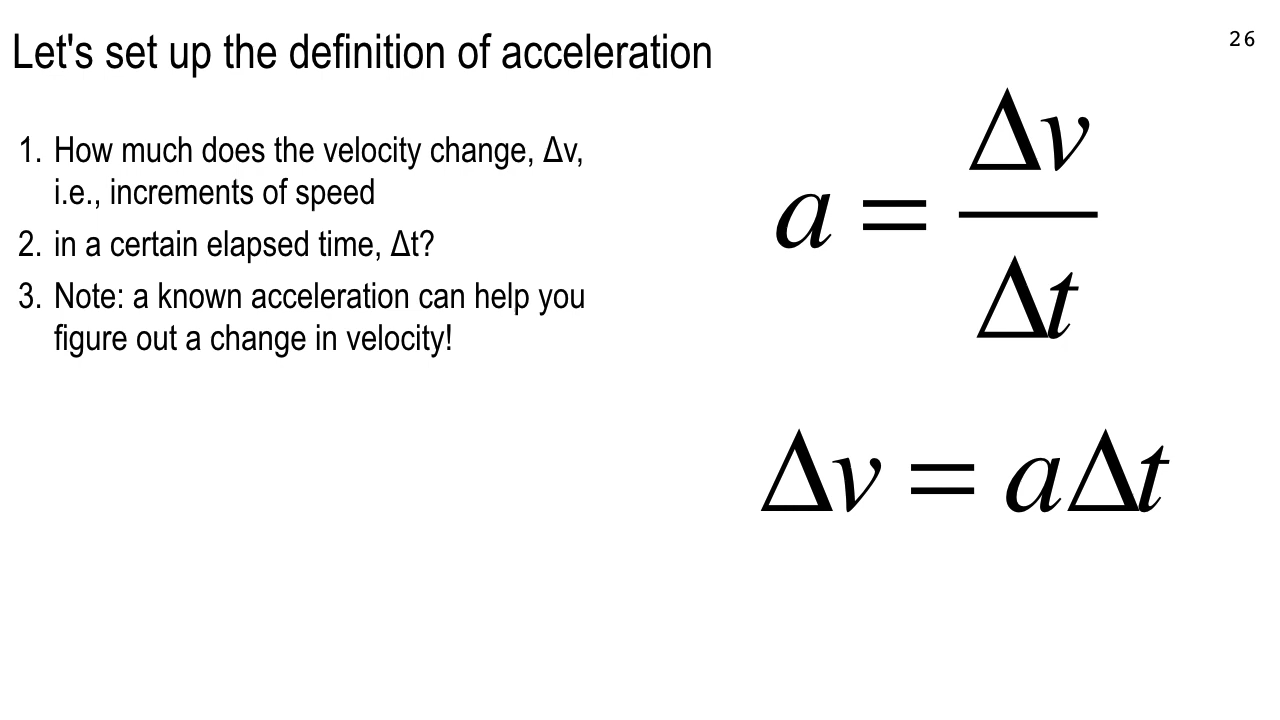 Let's set up the definition of acceleration
26
1. How much does the velocity change, Δv,
i.e., increments of speed
2. in a certain elapsed time, Δt?
3. Note: a known acceleration can help you
figure out a change in velocity!
a = Δv / Δt
Δv = aΔt